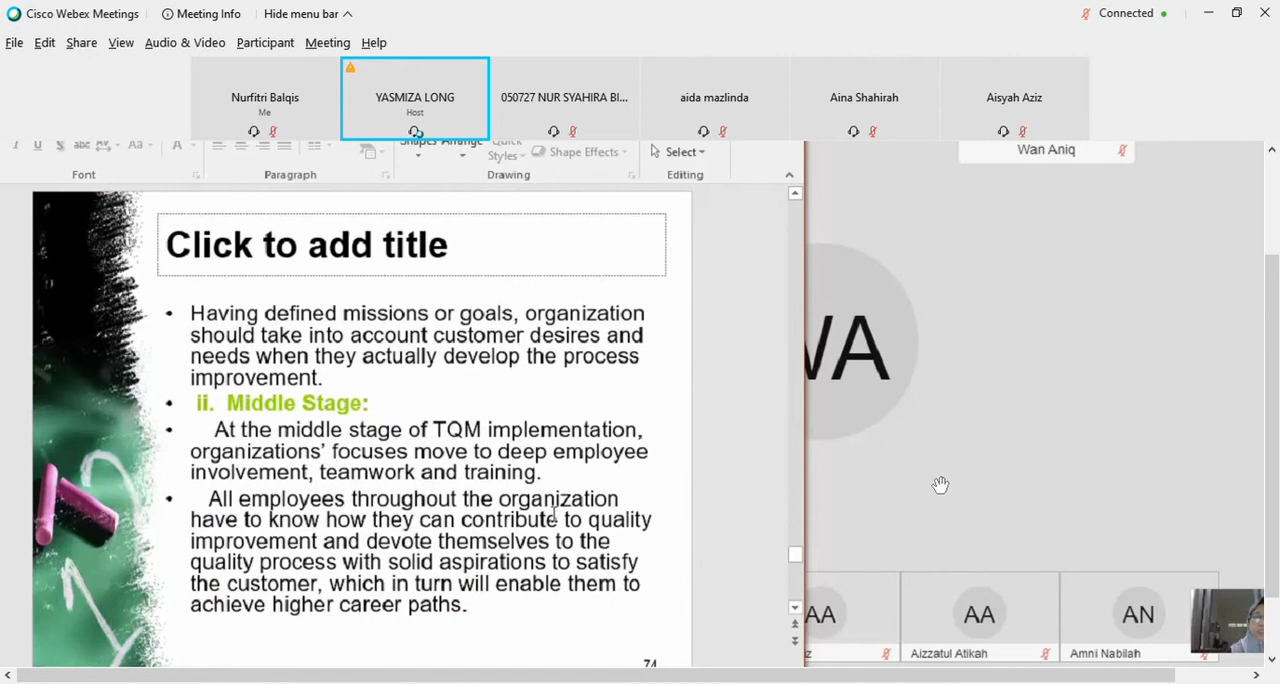 Cisco Webex Meetings Meeting Info Hide menu bar Connected
File Edit Share View Audio & Video Participant Meeting Help
Nurfitri Balqis
Me
YASMIZA LONG
Host
050727 NUR SYAHIRA BI...
aida mazlinda
Aina Shahirah
Aisyah Aziz
I U S abc AV Aa A Shapes Arrange Quick
Styles Shape Effects Select
Font Paragraph Drawing Editing
Wan Aniq
Click to add title
• Having defined missions or goals, organization
should take into account customer desires and
needs when they actually develop the process
improvement.
• ii. Middle Stage:
• At the middle stage of TQM implementation,
organizations' focuses move to deep employee
involvement, teamwork and training.
• All employees throughout the organization
have to know how they can contribute to quality
improvement and devote themselves to the
quality process with solid aspirations to satisfy
the customer, which in turn will enable them to
achieve higher career paths.
74
WA
AA
z
AA
Aizzatul Atikah
AN
Amni Nabilah